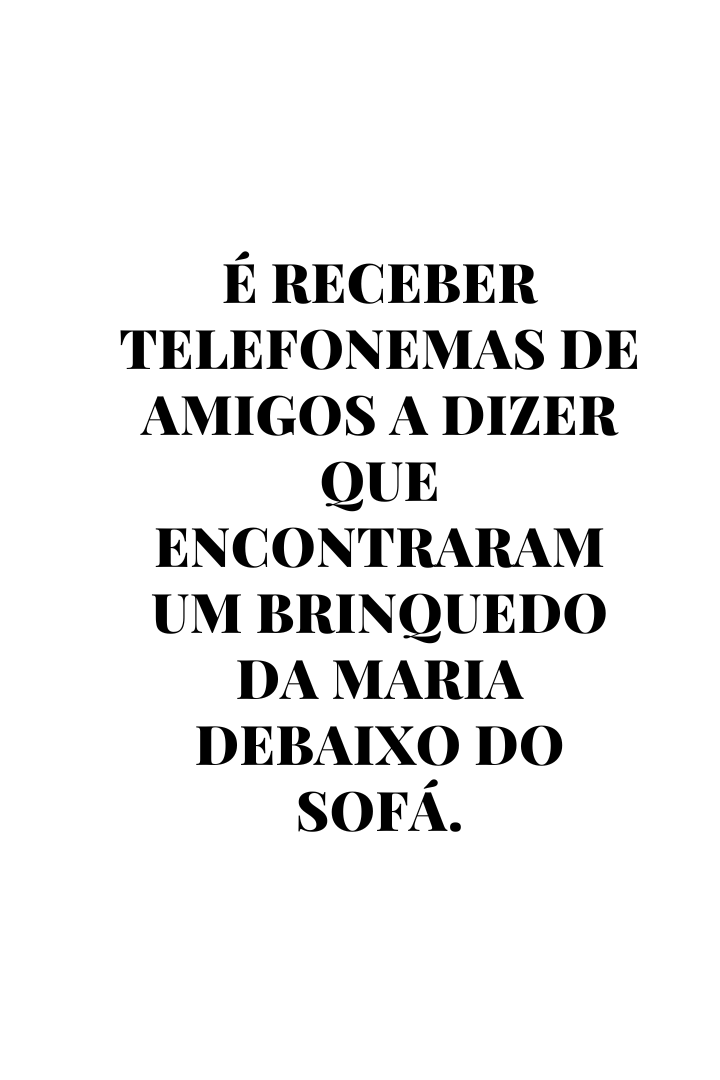 É RECEBER
TELEFONEMAS DE
AMIGOS A DIZER
QUE
ENCONTRARAM
UM BRINQUEDO
DA MARIA
DEBAIXO DO
SOFÁ.